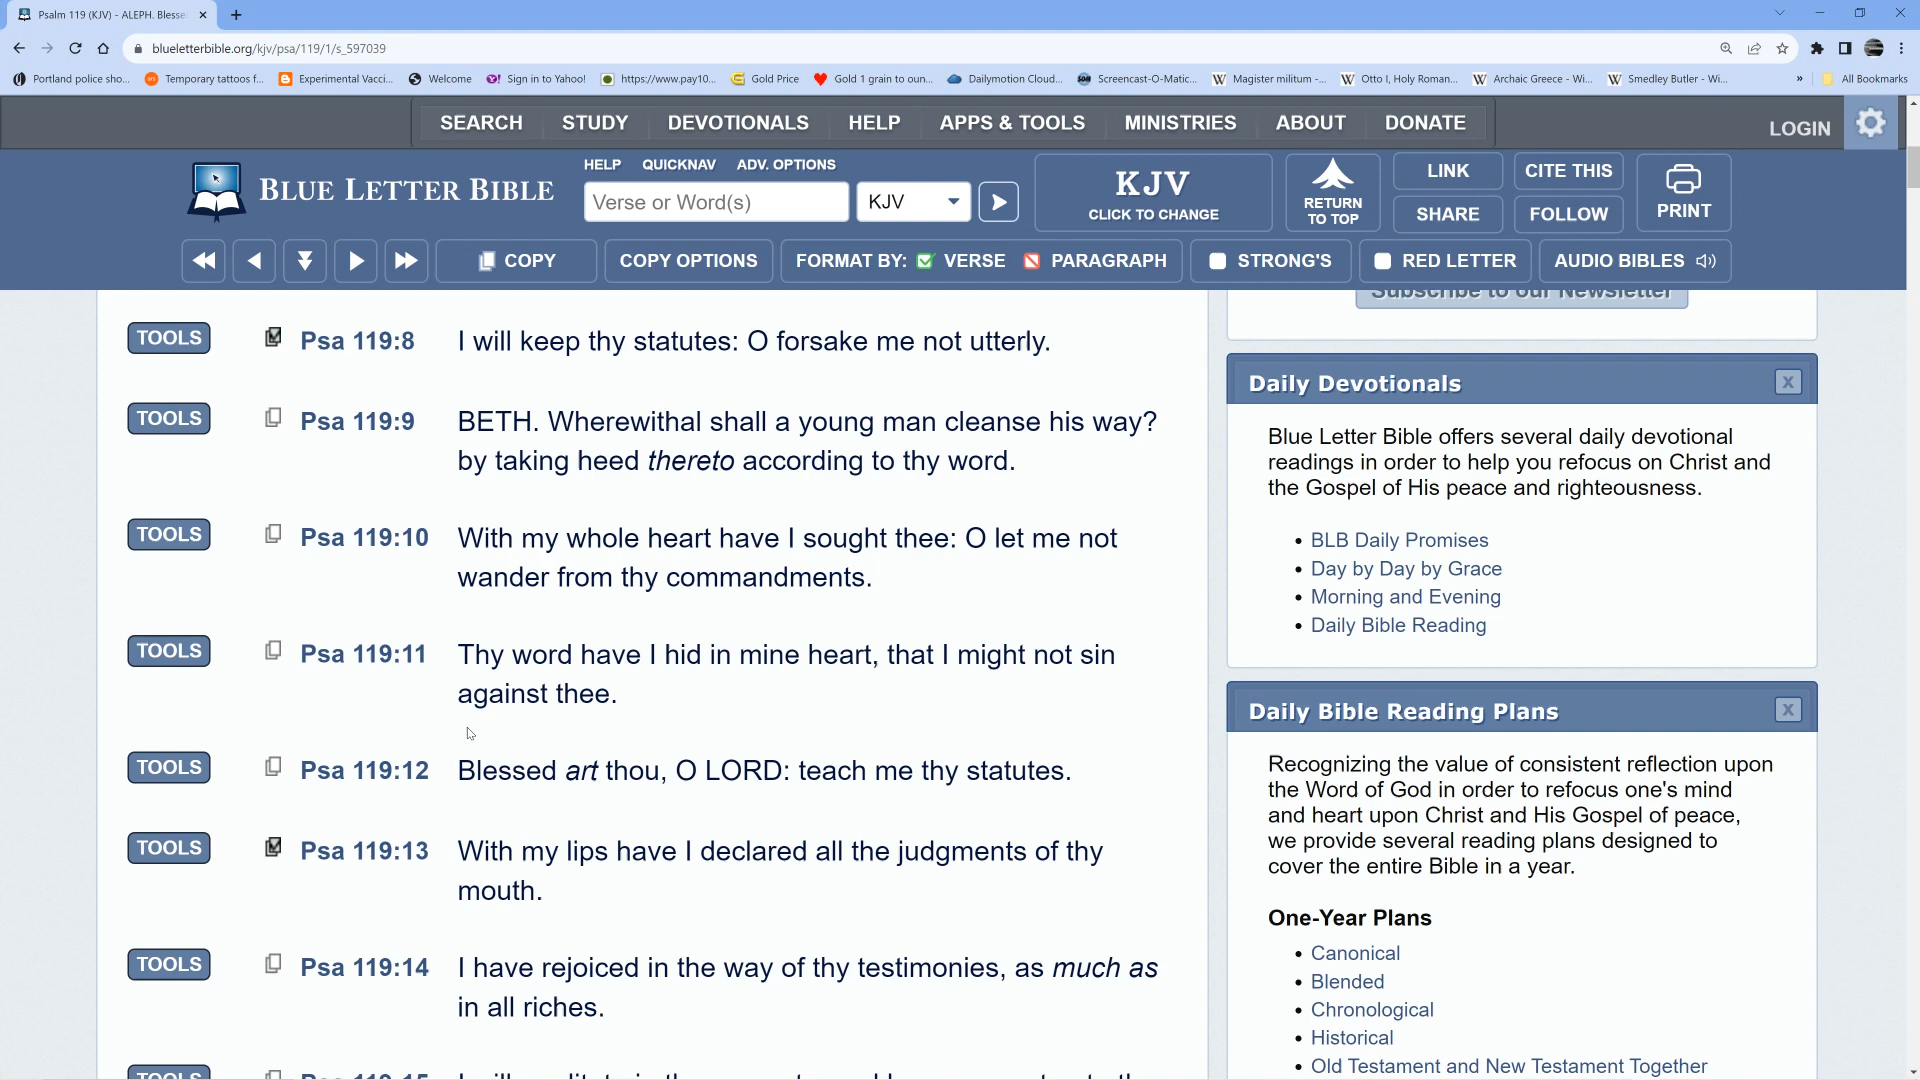 Psalm 119 (KJV) - ALEPH. Blesse
blueletterbible.org/kjv/psa/119/1/s_597039
Portland police sho... Temporary tattoos f... Experimental Vacci... Welcome Sign in to Yahoo! https://www.pay10... Gold Price Gold 1 grain to oun... Dailymotion Cloud... Screencast-O-Matic... Magister militum -... Otto I, Holy Roman... Archaic Greece - Wi... Smedley Butler - Wi... » All Bookmarks
SEARCH STUDY DEVOTIONALS HELP APPS & TOOLS MINISTRIES ABOUT DONATE LOGIN
HELP QUICKNAV ADV. OPTIONS
BLUE LETTER BIBLE
Verse or Word(s) KJV
KJV
CLICK TO CHANGE
RETURN
TO TOP
LINK CITE THIS
SHARE FOLLOW
PRINT
COPY COPY OPTIONS FORMAT BY: VERSE PARAGRAPH STRONG'S RED LETTER AUDIO BIBLES
TOOLS Psa 119:8 I will keep thy statutes: O forsake me not utterly.
TOOLS Psa 119:9 BETH. Wherewithal shall a young man cleanse his way?
by taking heed thereto according to thy word.
TOOLS Psa 119:10 With my whole heart have I sought thee: O let me not
wander from thy commandments.
TOOLS Psa 119:11 Thy word have I hid in mine heart, that I might not sin
against thee.
TOOLS Psa 119:12 Blessed art thou, O LORD: teach me thy statutes.
TOOLS Psa 119:13 With my lips have I declared all the judgments of thy
mouth.
TOOLS Psa 119:14 I have rejoiced in the way of thy testimonies, as much as
in all riches.
Subscribe to our Newsletter
Daily Devotionals X
Blue Letter Bible offers several daily devotional
readings in order to help you refocus on Christ and
the Gospel of His peace and righteousness.
• BLB Daily Promises
• Day by Day by Grace
• Morning and Evening
• Daily Bible Reading
Daily Bible Reading Plans X
Recognizing the value of consistent reflection upon
the Word of God in order to refocus one's mind
and heart upon Christ and His Gospel of peace,
we provide several reading plans designed to
cover the entire Bible in a year.
One-Year Plans
• Canonical
• Blended
• Chronological
• Historical
• Old Testament and New Testament Together